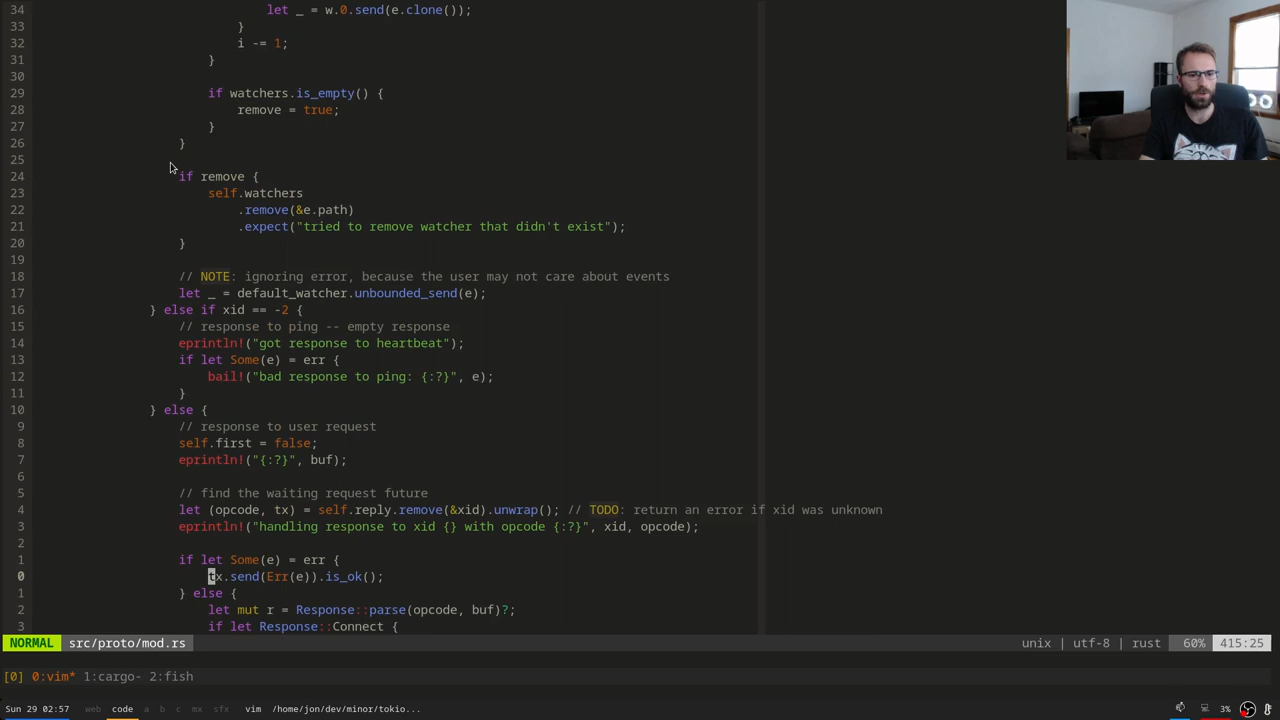 34                                let _ = w.0.send(e.clone());
33                            }
32                            i -= 1;
31                        }
30
29                        if watchers.is_empty() {
28                            remove = true;
27                        }
26                    }
25
24                    if remove {
23                        self.watchers
22                            .remove(&e.path)
21                            .expect("tried to remove watcher that didn't exist");
20                    }
19
18                    // NOTE: ignoring error, because the user may not care about events
17                    let _ = default_watcher.unbounded_send(e);
16                } else if xid == -2 {
15                    // response to ping -- empty response
14                    eprintln!("got response to heartbeat");
13                    if let Some(e) = err {
12                        bail!("bad response to ping: {:?}", e);
11                    }
10                } else {
9                    // response to user request
8                    self.first = false;
7                    eprintln!("{:?}", buf);
6
5                    // find the waiting request future
4                    let (opcode, tx) = self.reply.remove(&xid).unwrap(); // TODO: return an error if xid was unknown
3                    eprintln!("handling response to xid {} with opcode {:?}", xid, opcode);
2
1                    if let Some(e) = err {
0                        tx.send(Err(e)).is_ok();
1                    } else {
2                        let mut r = Response::parse(opcode, buf)?;
3                        if let Response::Connect {
NORMAL src/proto/mod.rs unix | utf-8 | rust 60% 415:25
[0] 0:vim* 1:cargo- 2:fish
Sun 29 02:57 web code a b c mx sfx vim /home/jon/dev/minor/tokio... 3%